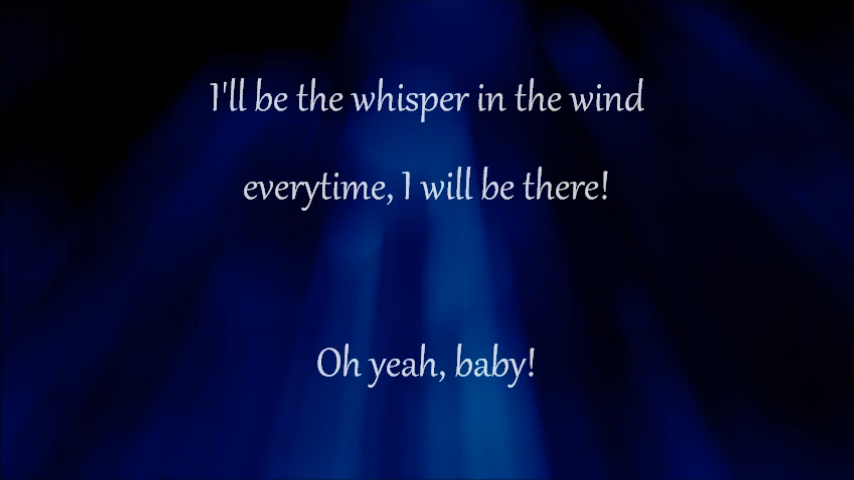 I'll be the whisper in the wind
everytime, I will be there!
Oh yeah, baby!